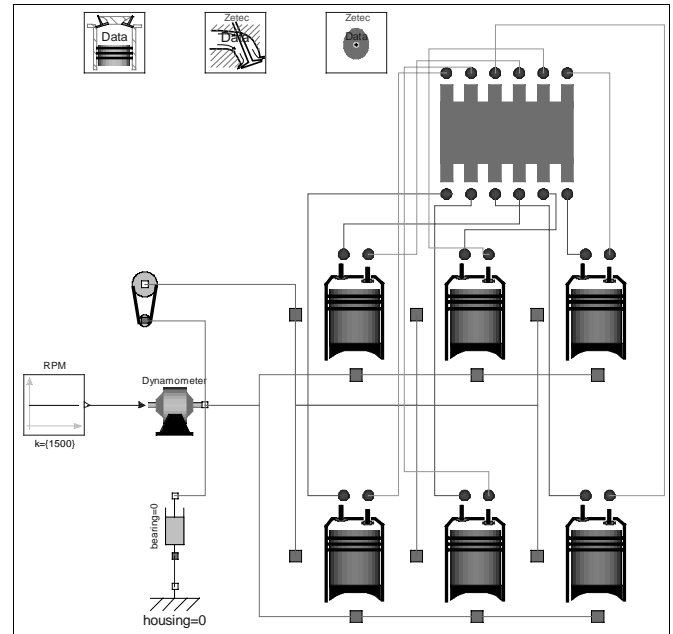 Zetec
Zetec
Data
Data
Data
RPM
Dynamometer
k={1500}
bearing=0
housing=0